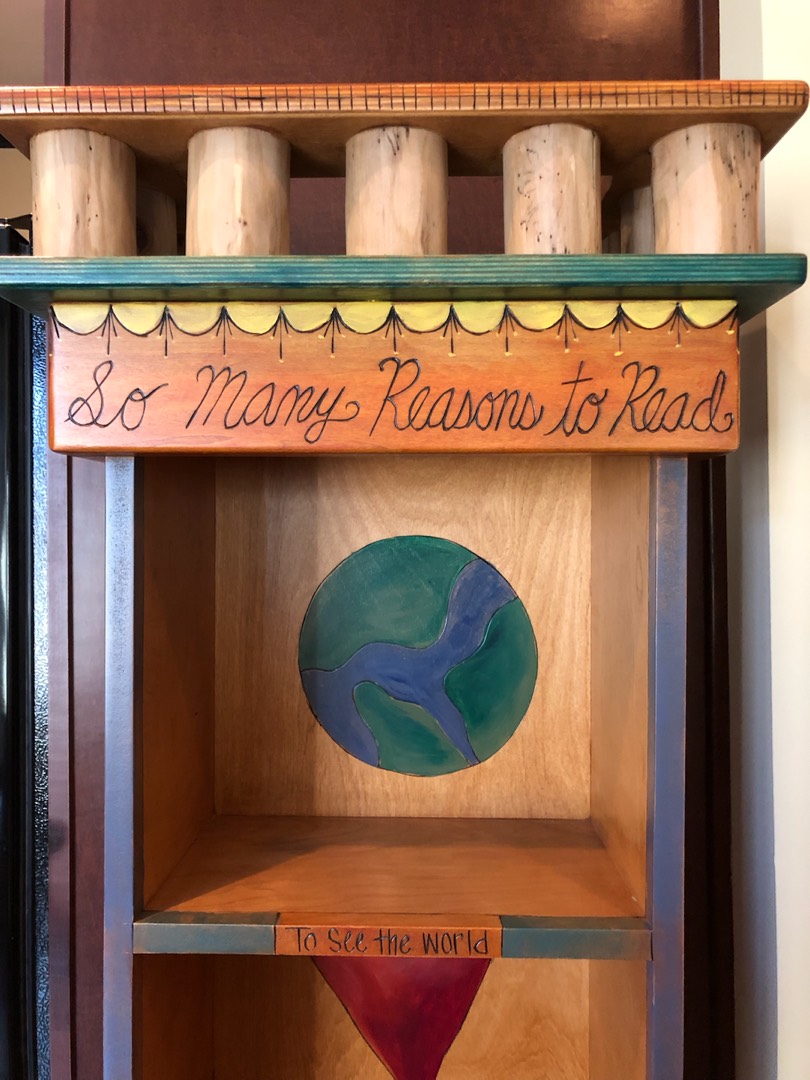 So Many Reasons to Read
To See the World